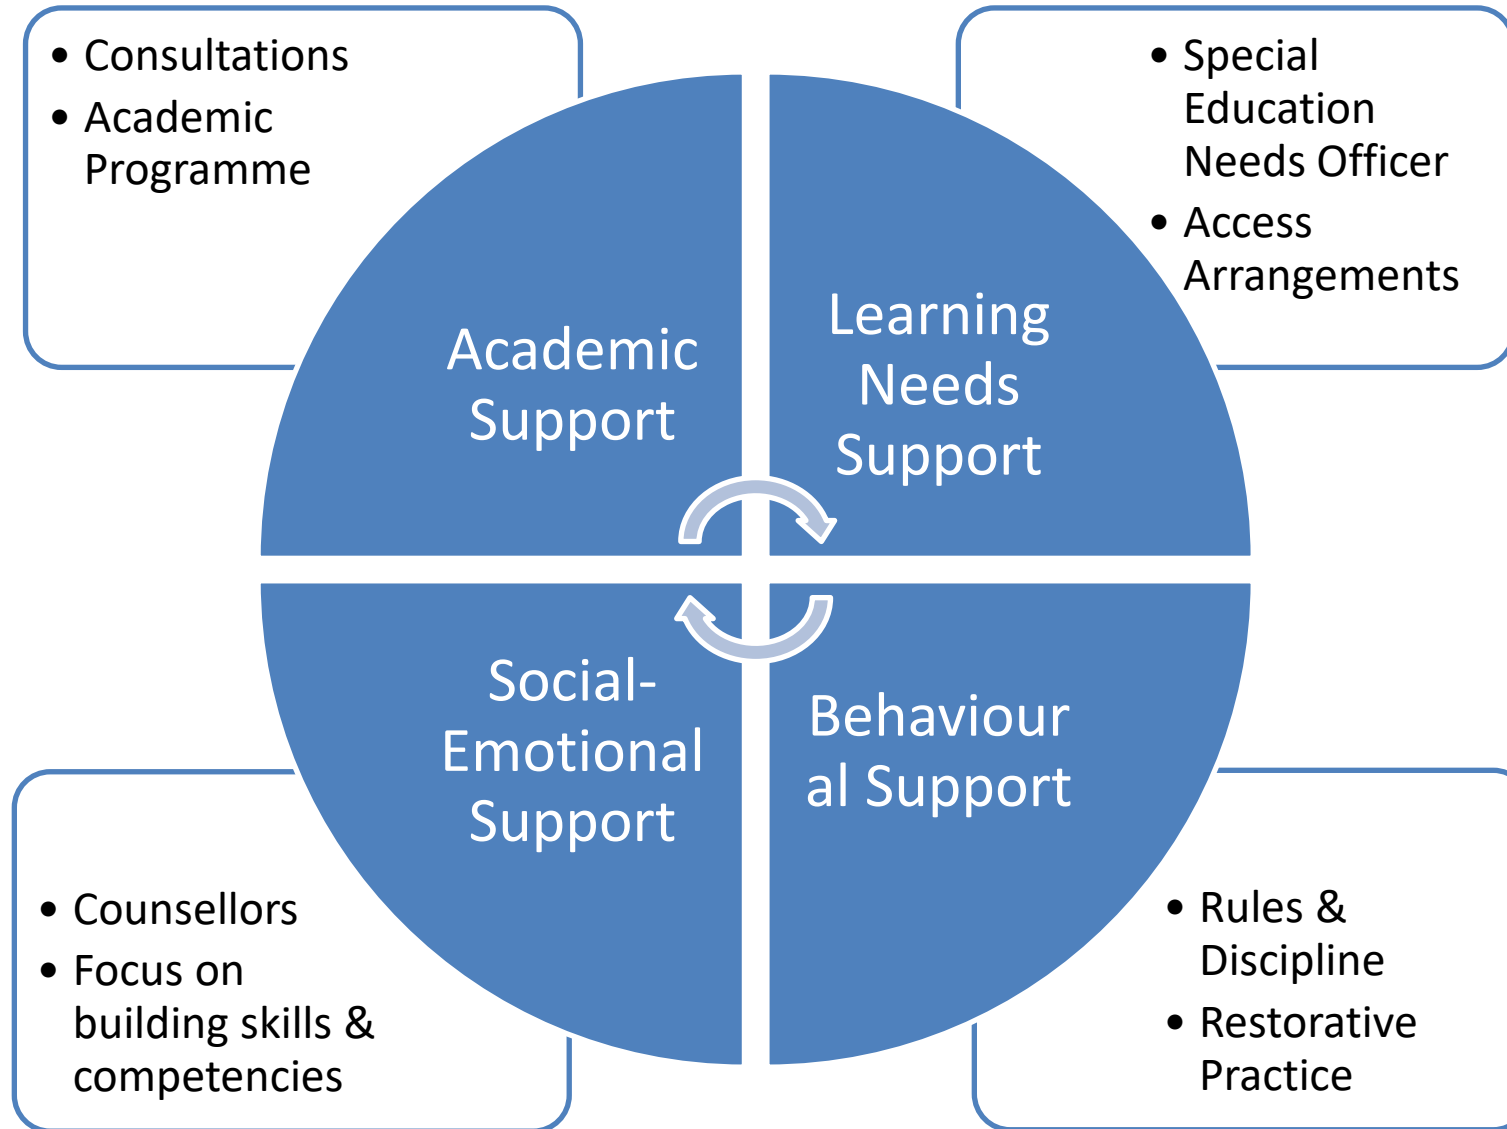 • Consultations
• Academic
Programme
• Special
Education
Needs Officer
• Access
Arrangements
Academic
Support
Learning
Needs
Support
Social-
Emotional
Support
Behaviour
al Support
• Counsellors
• Focus on
building skills &
competencies
• Rules &
Discipline
• Restorative
Practice